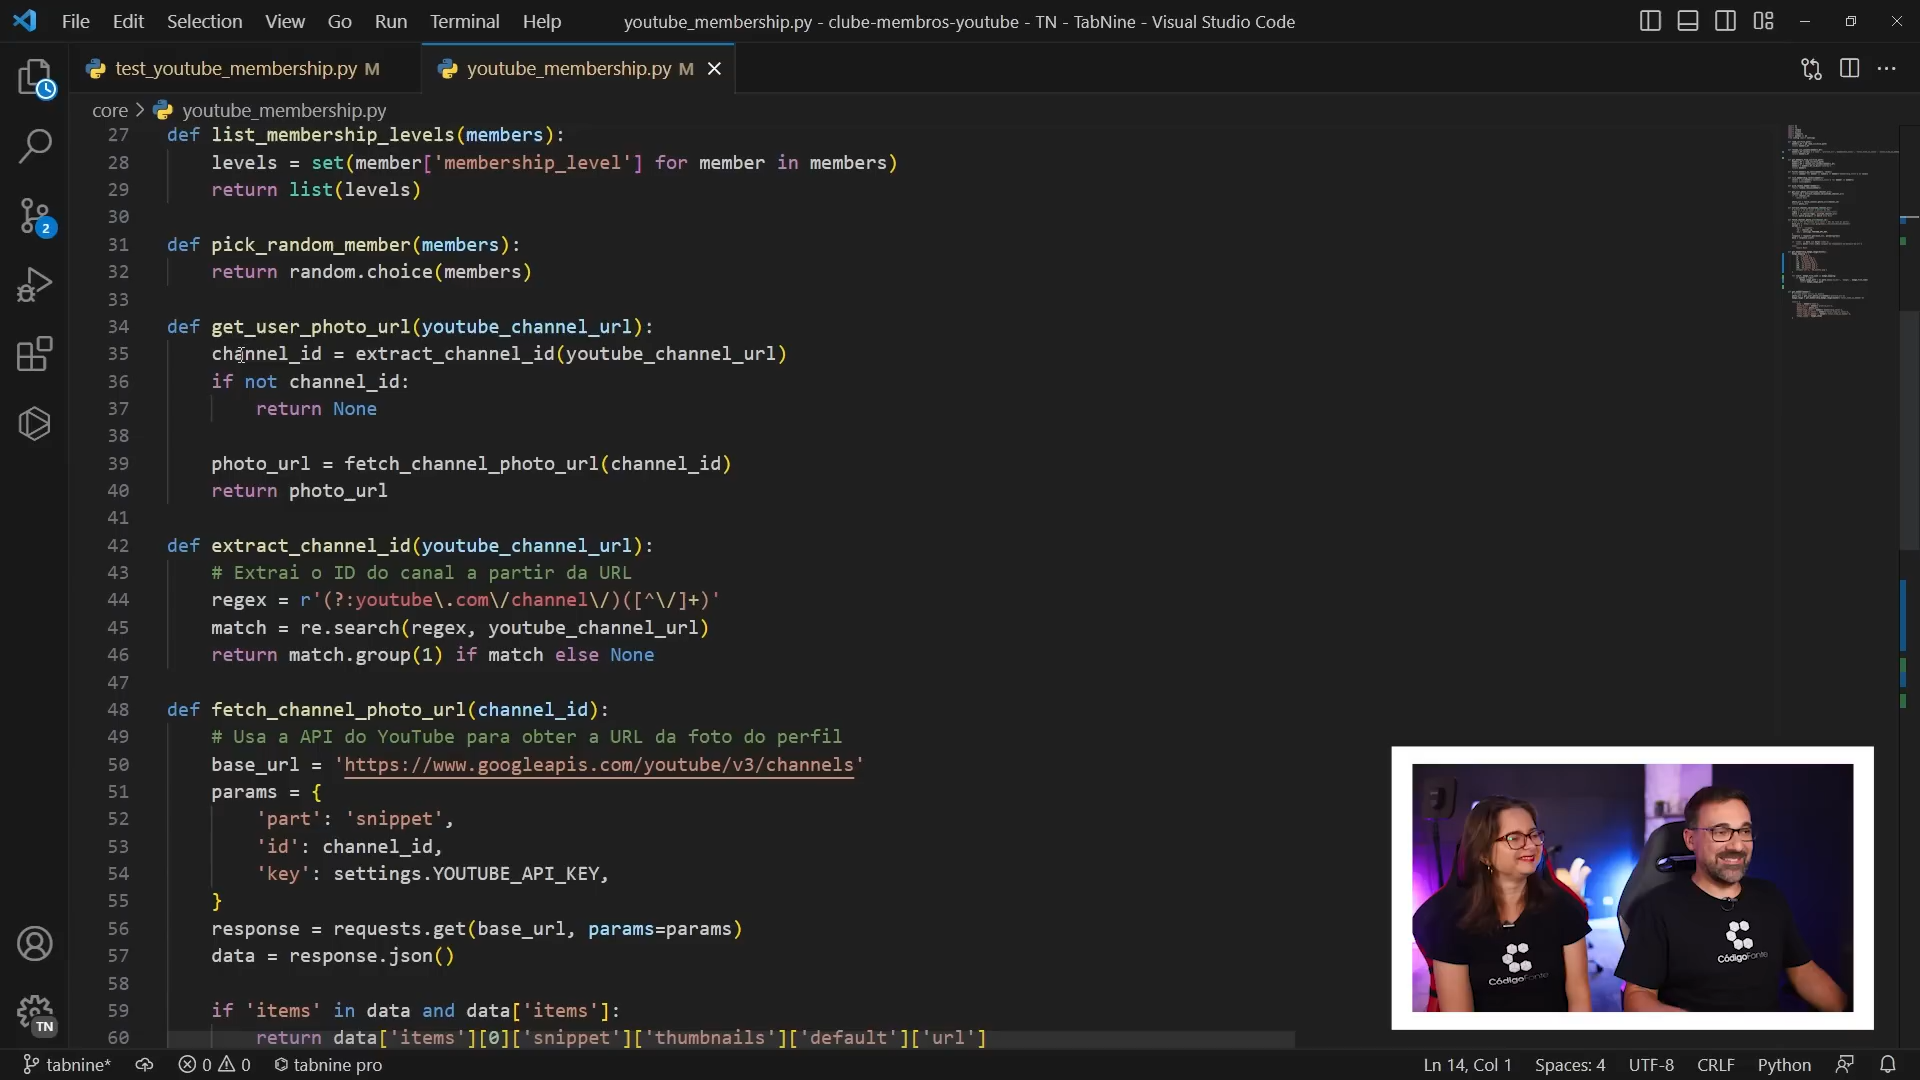 File Edit Selection View Go Run Terminal Help youtube_membership.py - clube-membros-youtube - TN - TabNine - Visual Studio Code
test_youtube_membership.py M youtube_membership.py M
core > youtube_membership.py
27 def list_membership_levels(members):
28 levels = set(member['membership_level'] for member in members)
29 return list(levels)
30
31 def pick_random_member(members):
32 return random.choice(members)
33
34 def get_user_photo_url(youtube_channel_url):
35 channel_id = extract_channel_id(youtube_channel_url)
36 if not channel_id:
37 return None
38
39 photo_url = fetch_channel_photo_url(channel_id)
40 return photo_url
41
42 def extract_channel_id(youtube_channel_url):
43 # Extrai o ID do canal a partir da URL
44 regex = r'(?:youtube\.com\/channel\/)([^\/]+)'
45 match = re.search(regex, youtube_channel_url)
46 return match.group(1) if match else None
47
48 def fetch_channel_photo_url(channel_id):
49 # Usa a API do YouTube para obter a URL da foto do perfil
50 base_url = 'https://www.googleapis.com/youtube/v3/channels'
51 params = {
52 'part': 'snippet',
53 'id': channel_id,
54 'key': settings.YOUTUBE_API_KEY,
55 }
56 response = requests.get(base_url, params=params)
57 data = response.json()
58
59 if 'items' in data and data['items']:
60 return data['items'][0]['snippet']['thumbnails']['default']['url']
2
TN
CódigoFonte
CódigoFonte
tabnine* 0 0 tabnine pro Ln 14, Col 1 Spaces: 4 UTF-8 CRLF Python